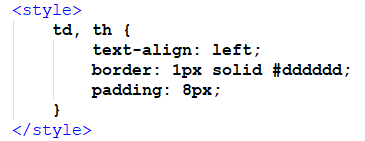 <style>
    td, th {
        text-align: left;
        border: 1px solid #dddddd;
        padding: 8px;
    }
</style>